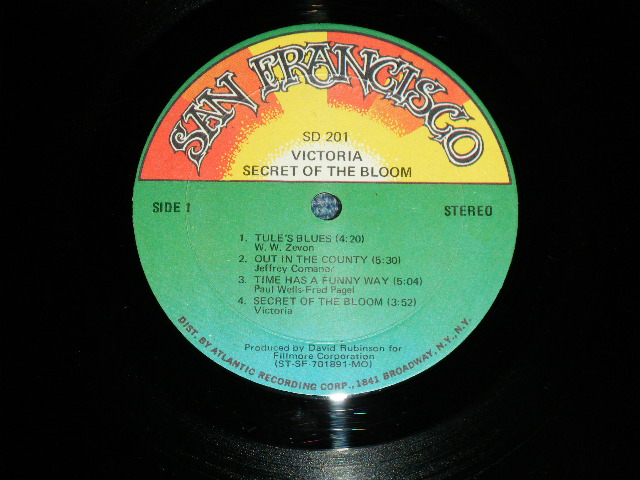 SAN FRANCISCO
SD 201
VICTORIA
SECRET OF THE BLOOM
SIDE 1
STEREO
1. TULE'S BLUES (4:20)
W. W. Zevon
2. OUT IN THE COUNTY (5:30)
Jeffrey Comanor
3. TIME HAS A FUNNY WAY (5:04)
Paul Wells-Fred Pagel
4. SECRET OF THE BLOOM (3:52)
Victoria
Produced by David Rubinson for
Fillmore Corporation
(ST-SF-701891-MO)
DIST. BY ATLANTIC RECORDING CORP., 1841 BROADWAY, N.Y., N.Y.